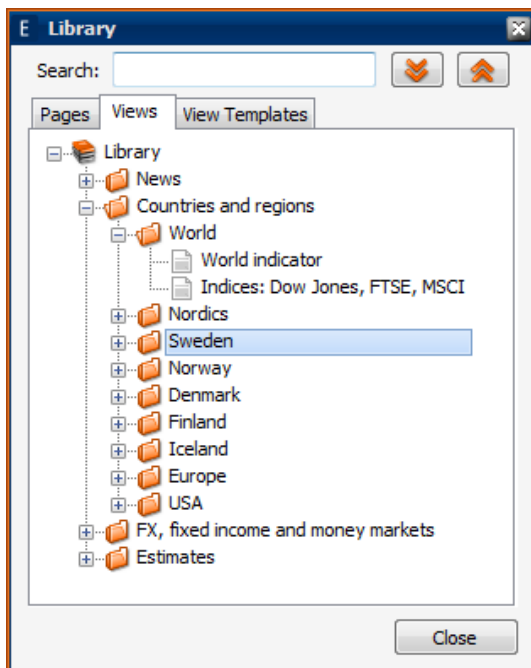 E Library
Search:
Pages Views View Templates
Library
News
Countries and regions
World
World indicator
Indices: Dow Jones, FTSE, MSCI
Nordics
Sweden
Norway
Denmark
Finland
Iceland
Europe
USA
FX, fixed income and money markets
Estimates
Close